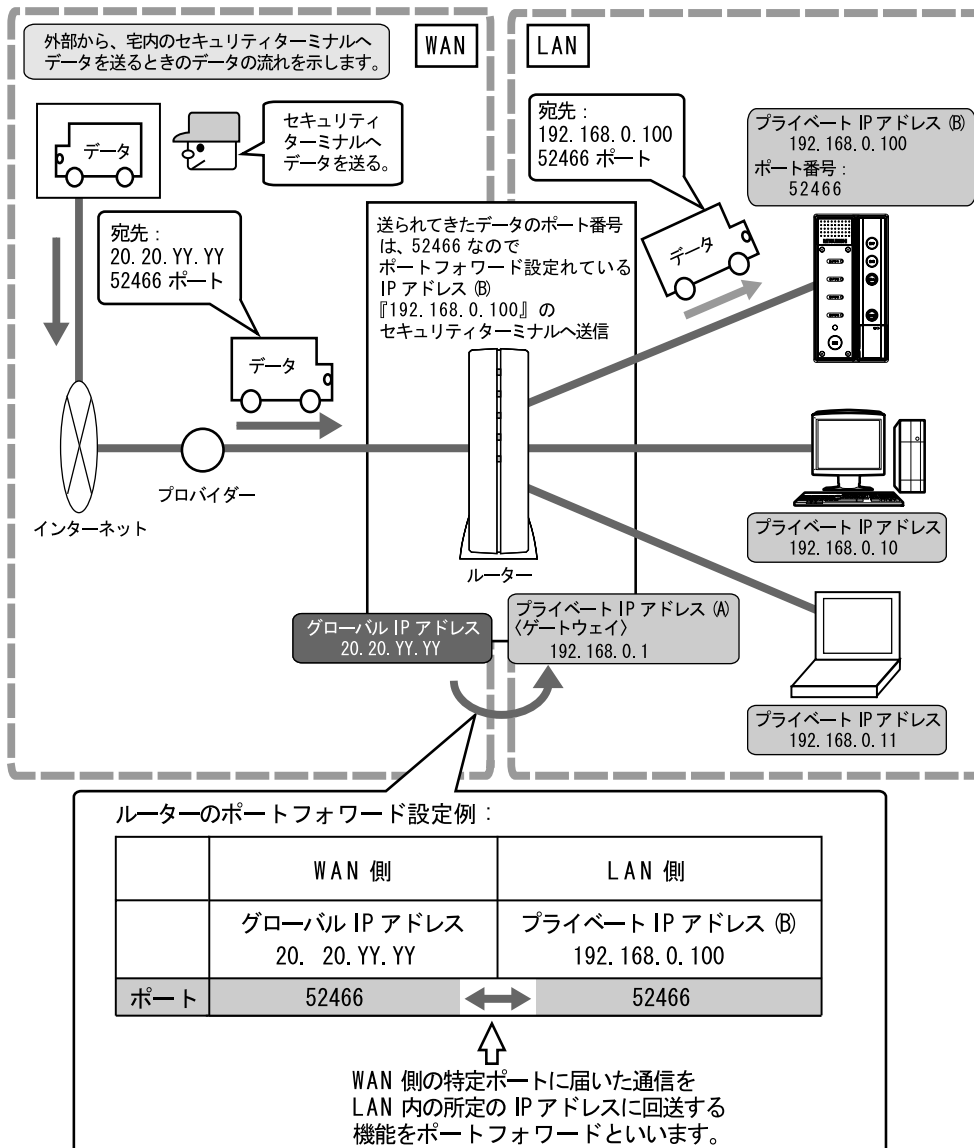 外部から、宅内のセキュリティターミナルへ
データを送るときのデータの流れを示します。
WAN
LAN
データ
セキュリティ
ターミナルへ
データを送る。
宛先：
20.20.YY.YY
52466 ポート
データ
送られてきたデータのポート番号
は、52466 なので
ポートフォワード設定れている
IP アドレス (B)
『192.168.0.100』の
セキュリティターミナルへ送信
宛先：
192.168.0.100
52466 ポート
データ
プライベート IP アドレス (B)
192.168.0.100
ポート番号：
52466
インターネット
プロバイダー
ルーター
プライベート IP アドレス
192.168.0.10
グローバル IP アドレス
20.20.YY.YY
プライベート IP アドレス (A)
〈ゲートウェイ〉
192.168.0.1
プライベート IP アドレス
192.168.0.11
ルーターのポートフォワード設定例：
WAN 側
LAN 側
グローバル IP アドレス
20. 20.YY.YY
プライベート IP アドレス (B)
192.168.0.100
ポート
52466
52466
WAN 側の特定ポートに届いた通信を
LAN 内の所定の IP アドレスに回送する
機能をポートフォワードといいます。